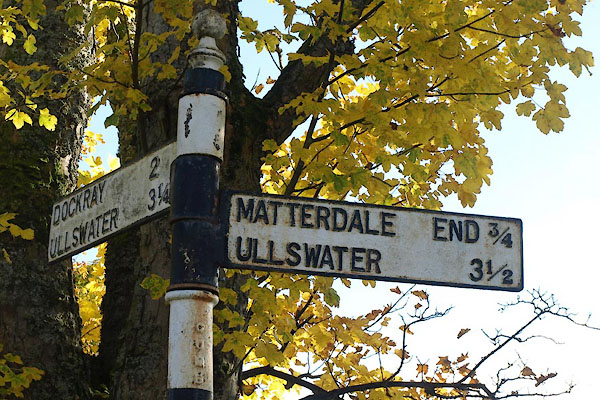 DOCKRAY 2
ULLSWATER 3¼
MATTERDALE END ¾
ULLSWATER 3½